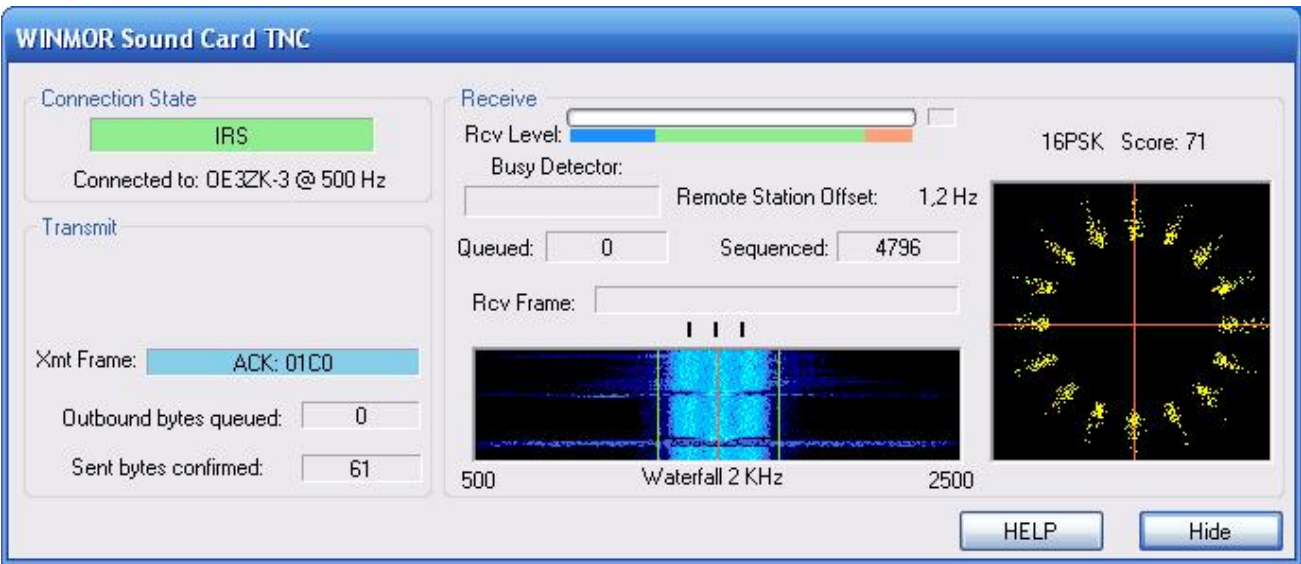 WINMOR Sound Card TNC
Connection State
IRS
Connected to: OE3ZK-3 @ 500 Hz
Transmit
Xmt Frame: ACK: 01C0
Outbound bytes queued: 0
Sent bytes confirmed: 61
Receive
Rcv Level:
Busy Detector:
Remote Station Offset: 1,2 Hz
Queued: 0 Sequenced: 4796
Rcv Frame:
500 Waterfall 2 KHz 2500
16PSK Score: 71
HELP Hide